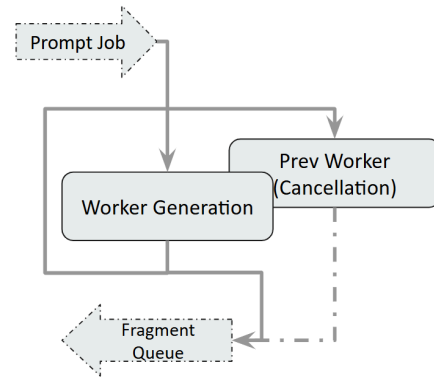 Prompt Job
Prev Worker
(Cancellation)
Worker Generation
Fragment
Queue